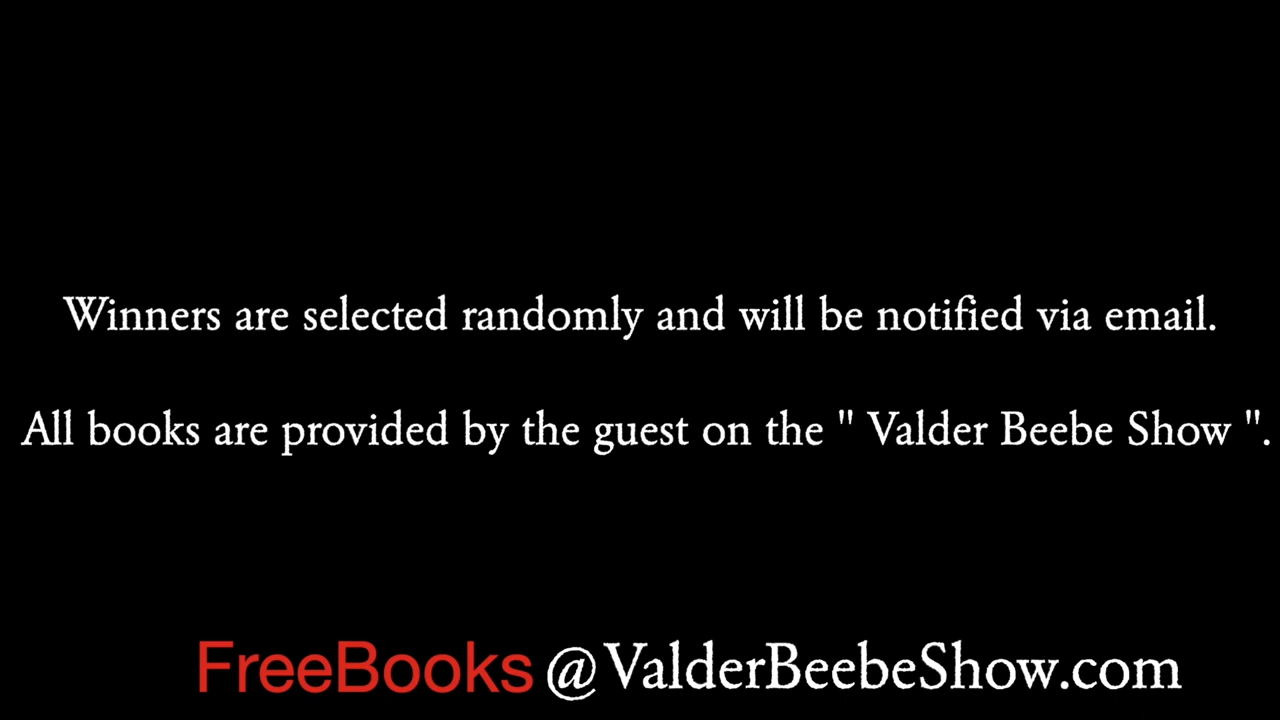 Winners are selected randomly and will be notified via email.
All books are provided by the guest on the " Valder Beebe Show ".
FreeBooks@ValderBeebeShow.com